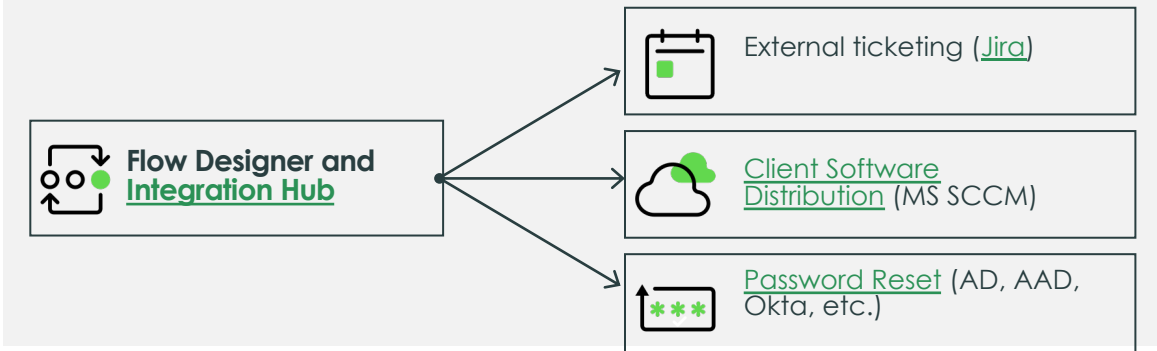 External ticketing (Jira)
Flow Designer and
Integration Hub
Client Software
Distribution (MS SCCM)
Password Reset (AD, AAD,
Okta, etc.)
***